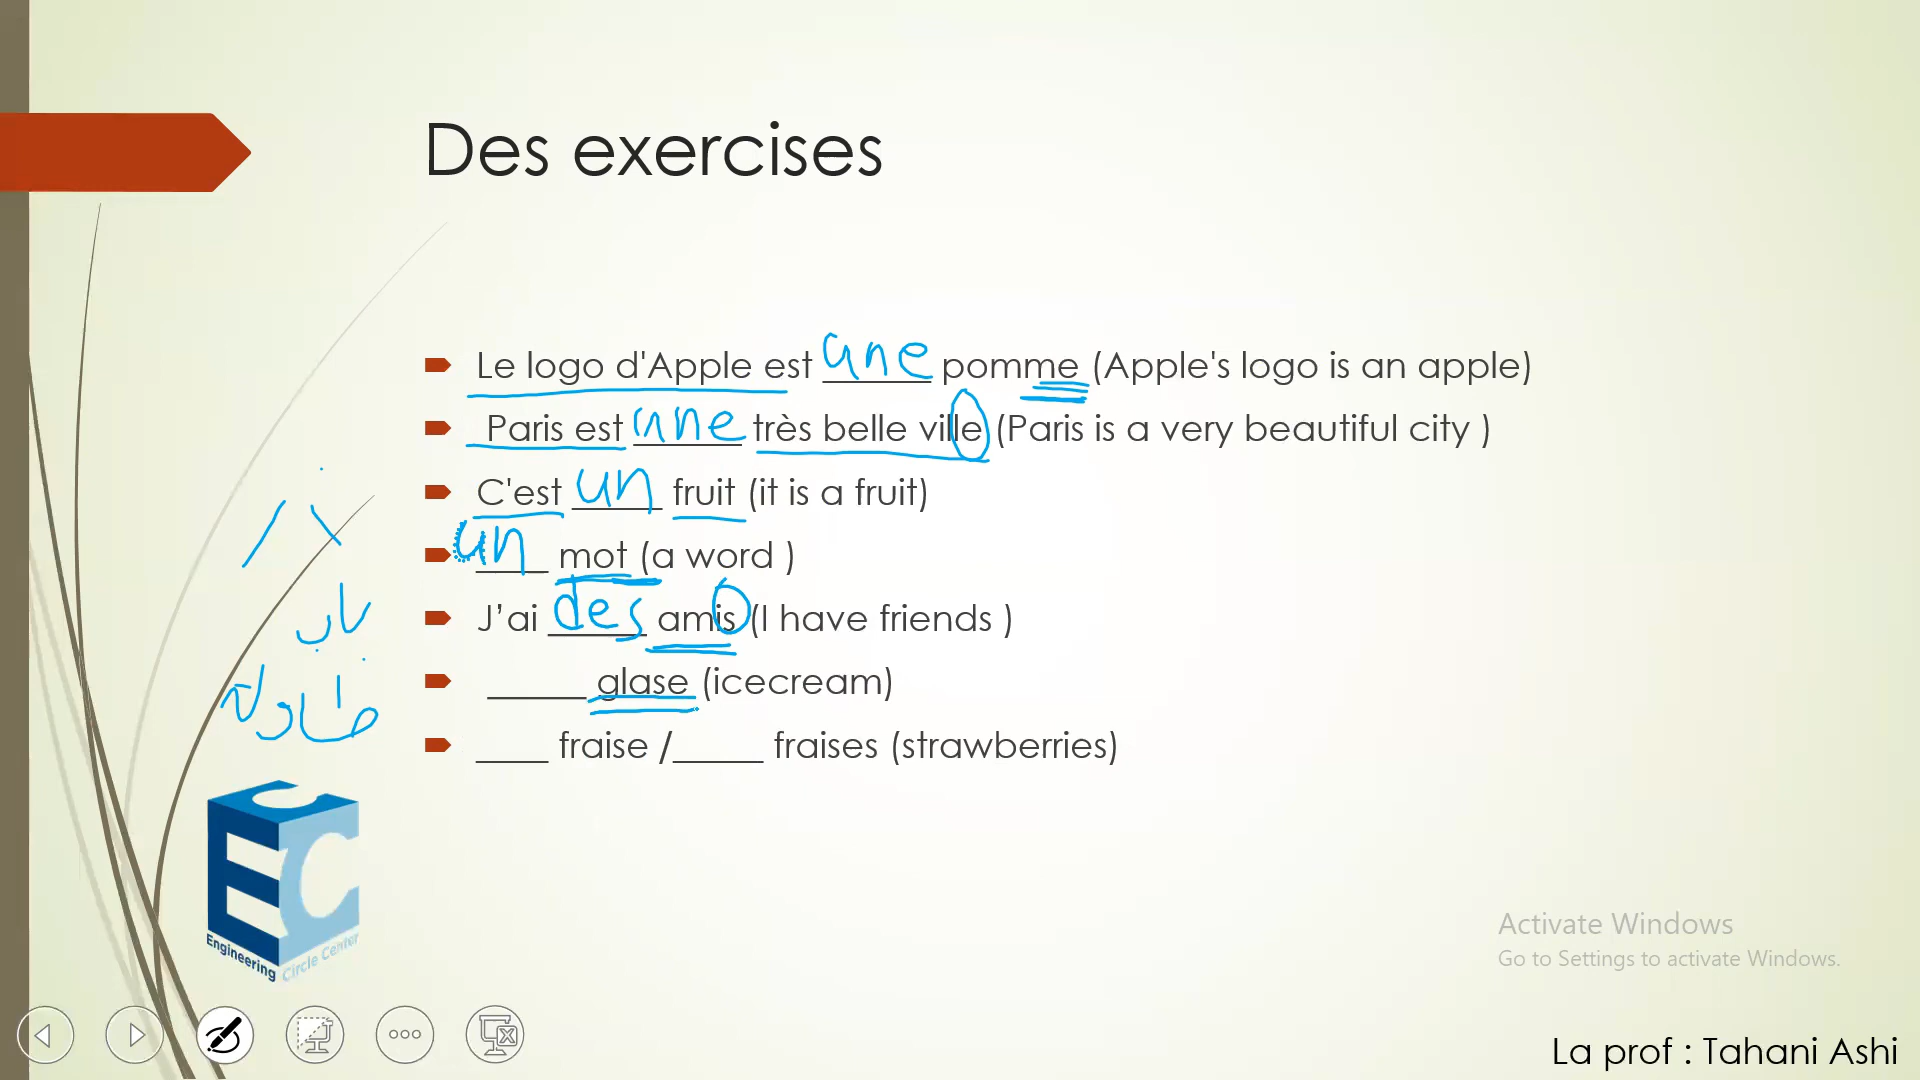 Des exercises
Le logo d'Apple est une pomme (Apple's logo is an apple)
Paris est une très belle ville (Paris is a very beautiful city )
C'est un fruit (it is a fruit)
un mot (a word )
J’ai des amis (I have friends )
______ glase (icecream)
____ fraise /_____ fraises (strawberries)
باب
طاولة
EC
Engineering Circle Center
Activate Windows
Go to Settings to activate Windows.
La prof : Tahani Ashi